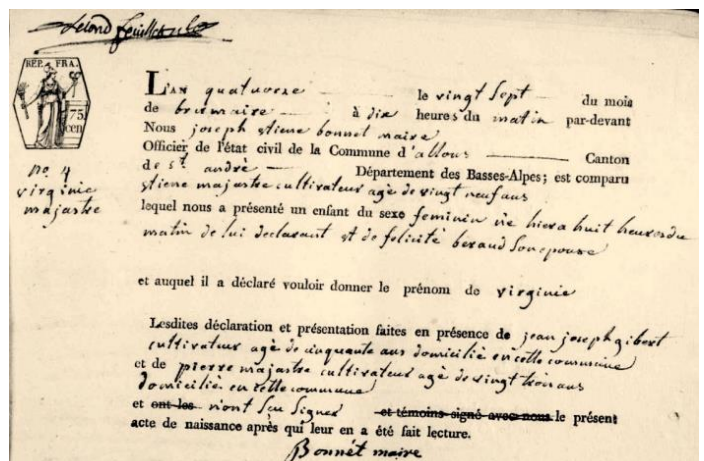 Second feuillet
RÉP. FRA.
75
cen
L'AN quatuorze le vingt sept du mois
de brumaire à dix heures du matin par-devant
Nous joseph etiene bonnet maire
Officier de l'état civil de la Commune d'allons Canton
de st. andré Département des Basses-Alpes; est comparu
no. 4
virginie
majastre
etiene majastre cultivateur agé de vingt neuf ans
lequel nous a présenté un enfant du sexe feminin né hier a huit heures du
matin de lui declarant et de felicité beraud son epouse
et auquel il a déclaré vouloir donner le prénom de virginie
Lesdites déclaration et présentation faites en présence de jean joseph gibert
cultivateur agé de cinquante ans domicilié en cette commune
et de pierre majastre cultivateur agé de vingt trois ans
domicilié en cette commune
et ont les n'ont seu signer et témoins signé avec nous le présent
acte de naissance après qui leur en a été fait lecture.
Bonnet maire